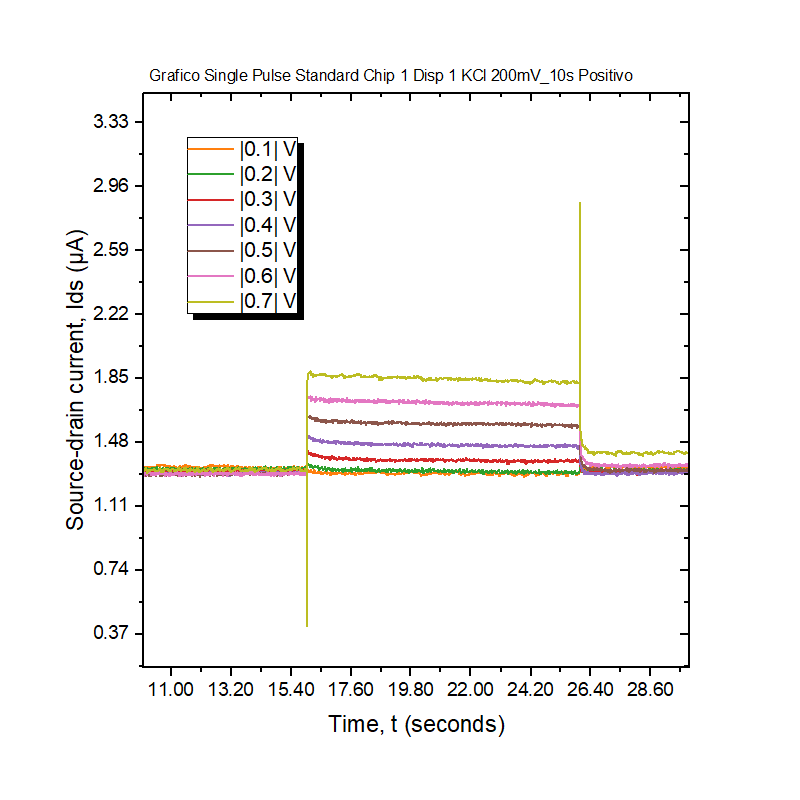 Grafico Single Pulse Standard Chip 1 Disp 1 KCl 200mV_10s Positivo
3.33
2.96
2.59
2.22
1.85
1.48
1.11
0.74
0.37
Source-drain current, Ids (µA)
|0.1| V
|0.2| V
|0.3| V
|0.4| V
|0.5| V
|0.6| V
|0.7| V
11.00 13.20 15.40 17.60 19.80 22.00 24.20 26.40 28.60
Time, t (seconds)